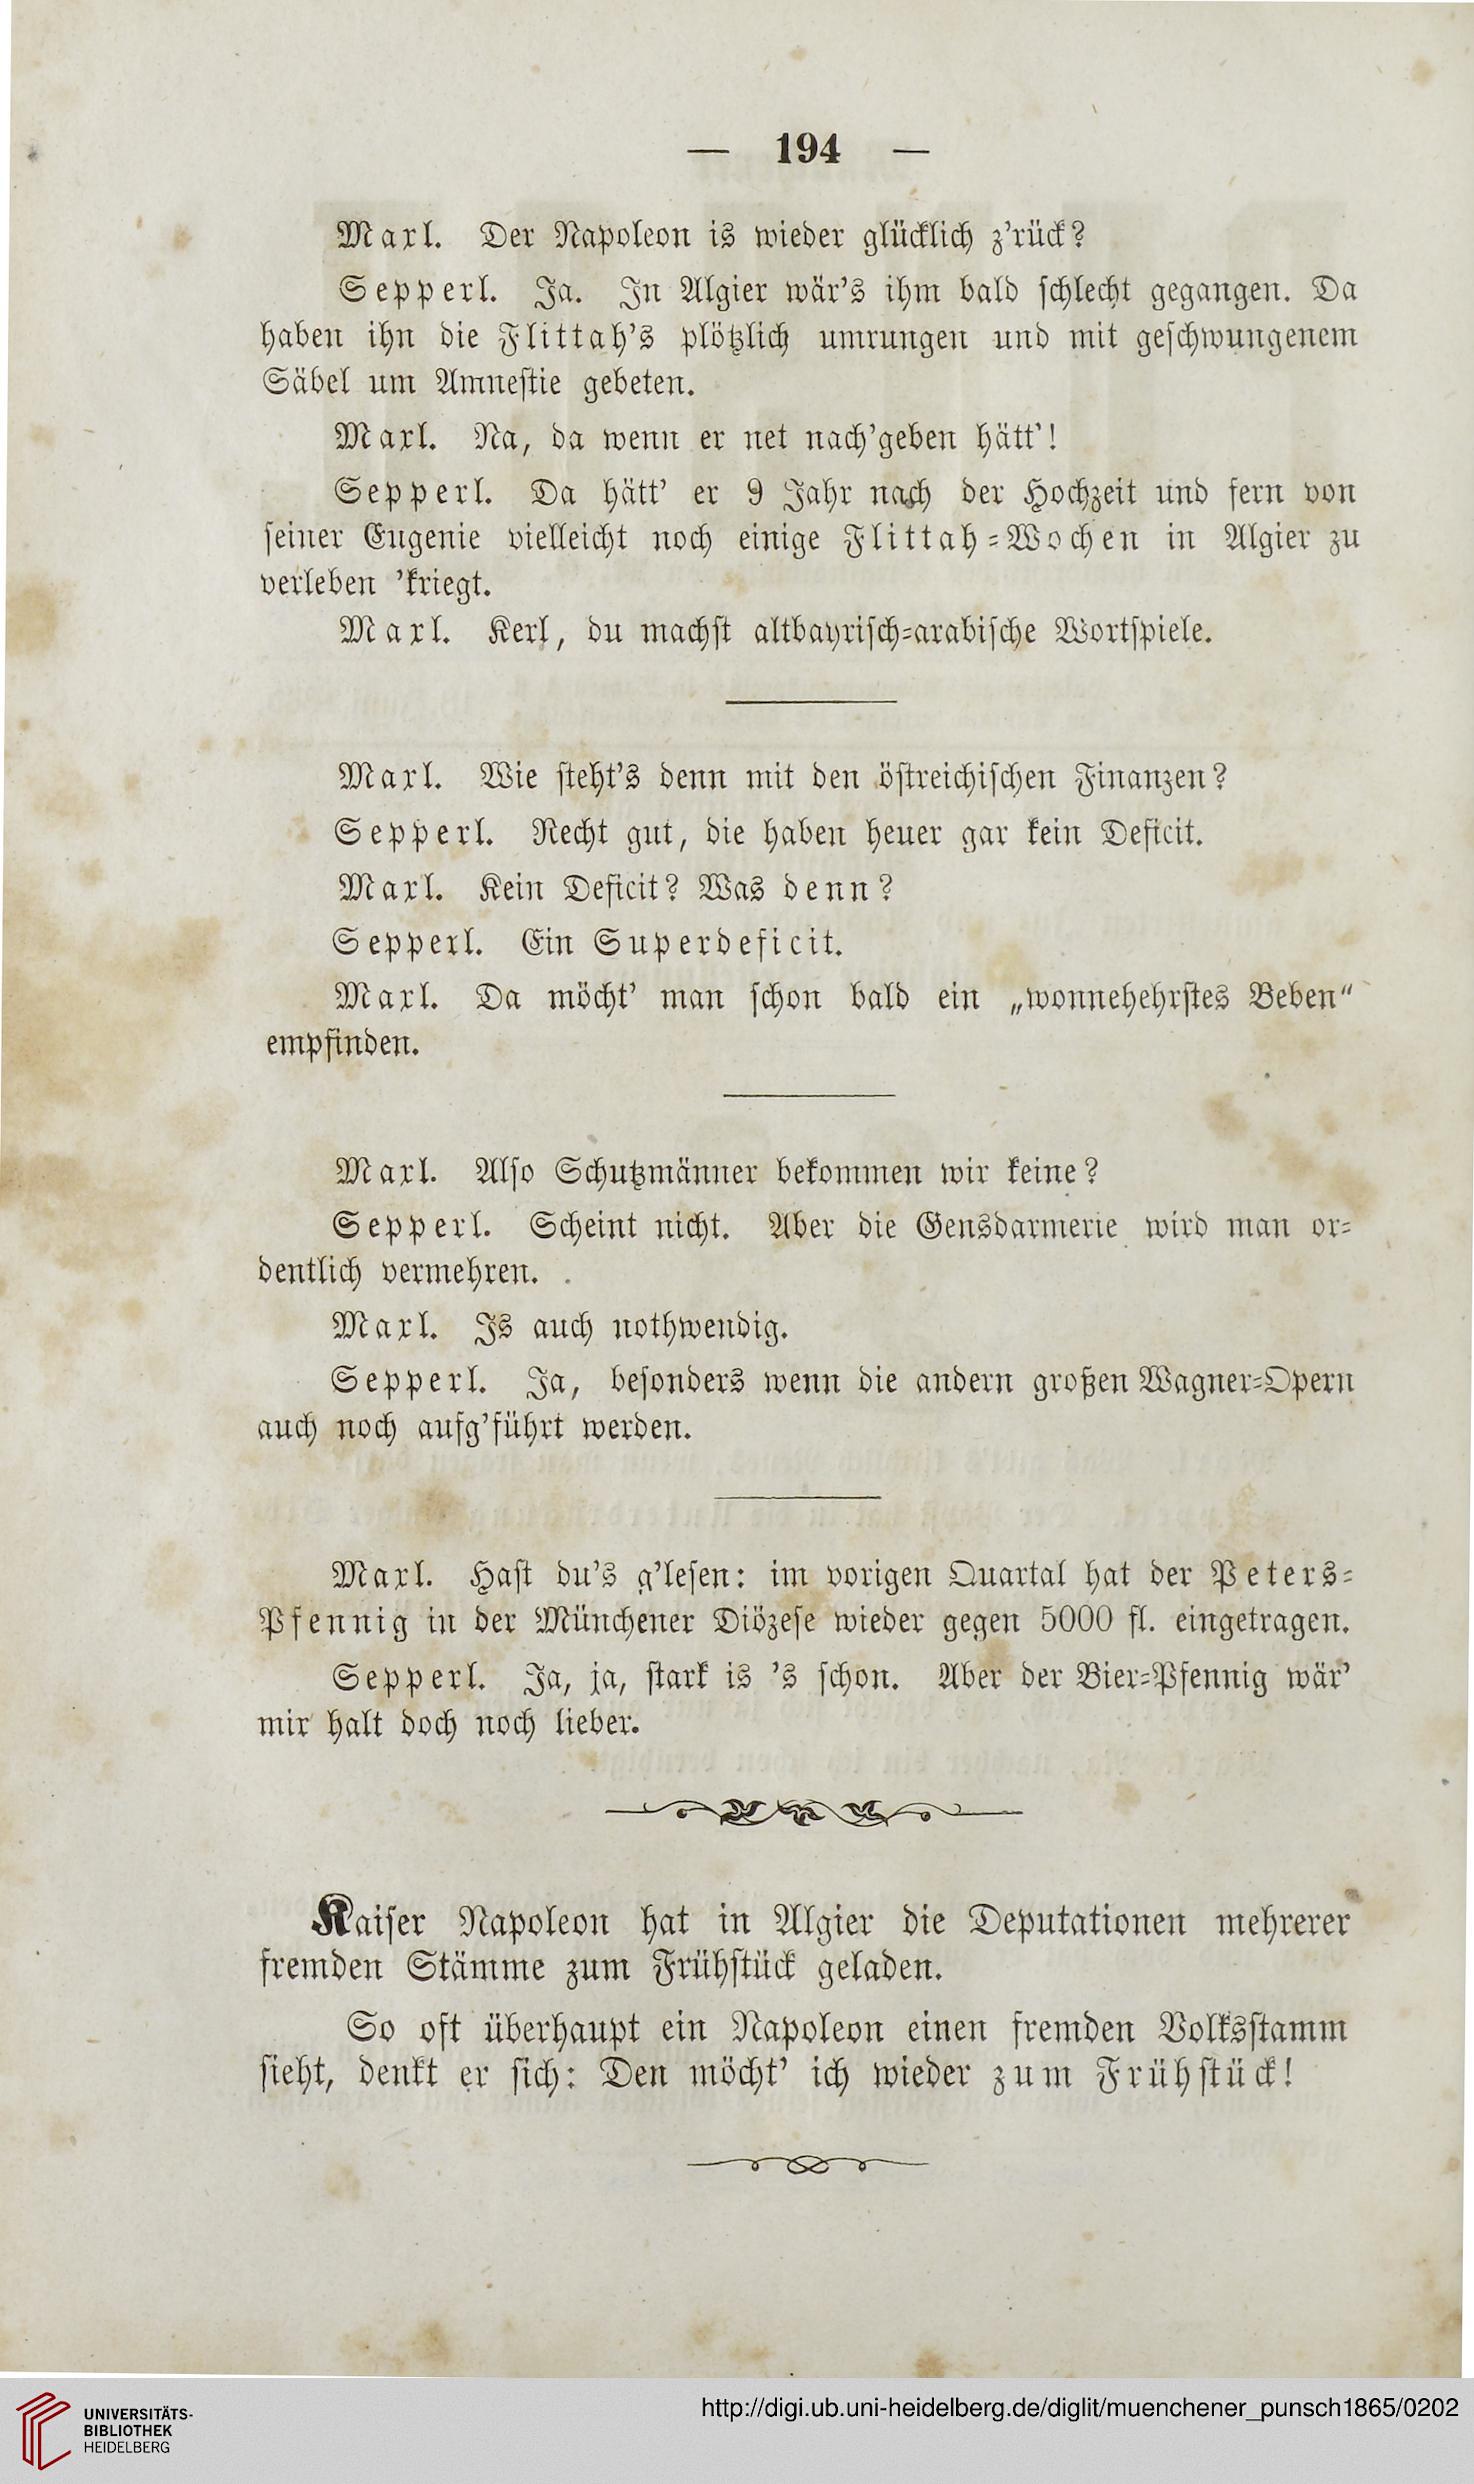 — 194 —
Maxl. Der Napoleon is wieder glücklich z'rück?
Sepperl. Ja. In Algier wär's ihm bald schlecht gegangen. Da
haben ihn die Flittah's plötzlich umrungen und mit geschwungenem
Säbel um Amnestie gebeten.
Maxl. Na, da wenn er net nach'geben hätt'!
Sepperl. Da hätt' er 9 Jahr nach der Hochzeit und fern von
seiner Eugenie vielleicht noch einige Flittah-Wochen in Algier zu
verleben 'kriegt.
Maxl. Kerl, du machst altbayrisch-arabische Wortspiele.
Maxl. Wie steht's denn mit den östreichischen Finanzen?
Sepperl. Recht gut, die haben heuer gar kein Deficit.
Maxl. Kein Deficit? Was denn?
Sepperl. Ein Superdeficit.
Maxl. Da möcht' man schon bald ein „wonnehehrstes Beben"
empfinden.
Maxl. Also Schutzmänner bekommen wir keine?
Sepperl. Scheint nicht. Aber die Gensdarmerie wird man or-
dentlich vermehren.
Maxl. Is auch nothwendig.
Sepperl. Ja, besonders wenn die andern großen Wagner-Opern
auch noch aufg'führt werden.
Maxl. Hast du's g'lesen: im vorigen Quartal hat der Peters-
Pfennig in der Münchener Diözese wieder gegen 5000 fl. eingetragen.
Sepperl. Ja, ja, stark is 's schon. Aber der Bier-Pfennig wär'
mir halt doch noch lieber.
Kaiser Napoleon hat in Algier die Deputationen mehrerer
fremden Stämme zum Frühstück geladen.
So oft überhaupt ein Napoleon einen fremden Volksstamm
sieht, denkt er sich: Den möcht' ich wieder zum Frühstück!
UNIVERSITÄTS-
BIBLIOTHEK
HEIDELBERG
http://digi.ub.uni-heidelberg.de/diglit/muenchener_punsch1865/0202